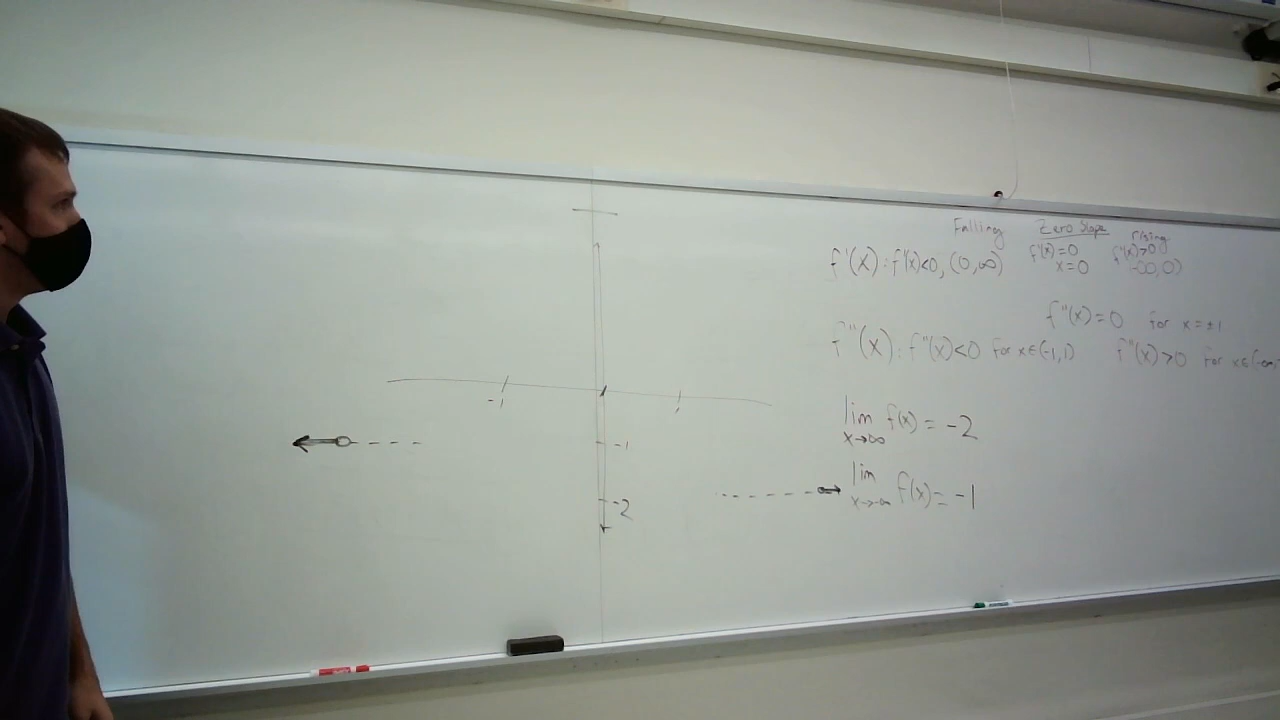 Falling Zero Slope rising
f'(x): f'(x)<0, (0,∞) f'(x)=0 f'(x)>0
x=0 -∞,0)
f''(x)=0 for x=±1
f''(x): f''(x)<0 for x∈(-1,1) f''(x)>0 for x∈(-∞
-1 1
-1
-2
lim f(x) = -2
x→∞
lim f(x) = -1
x→-∞